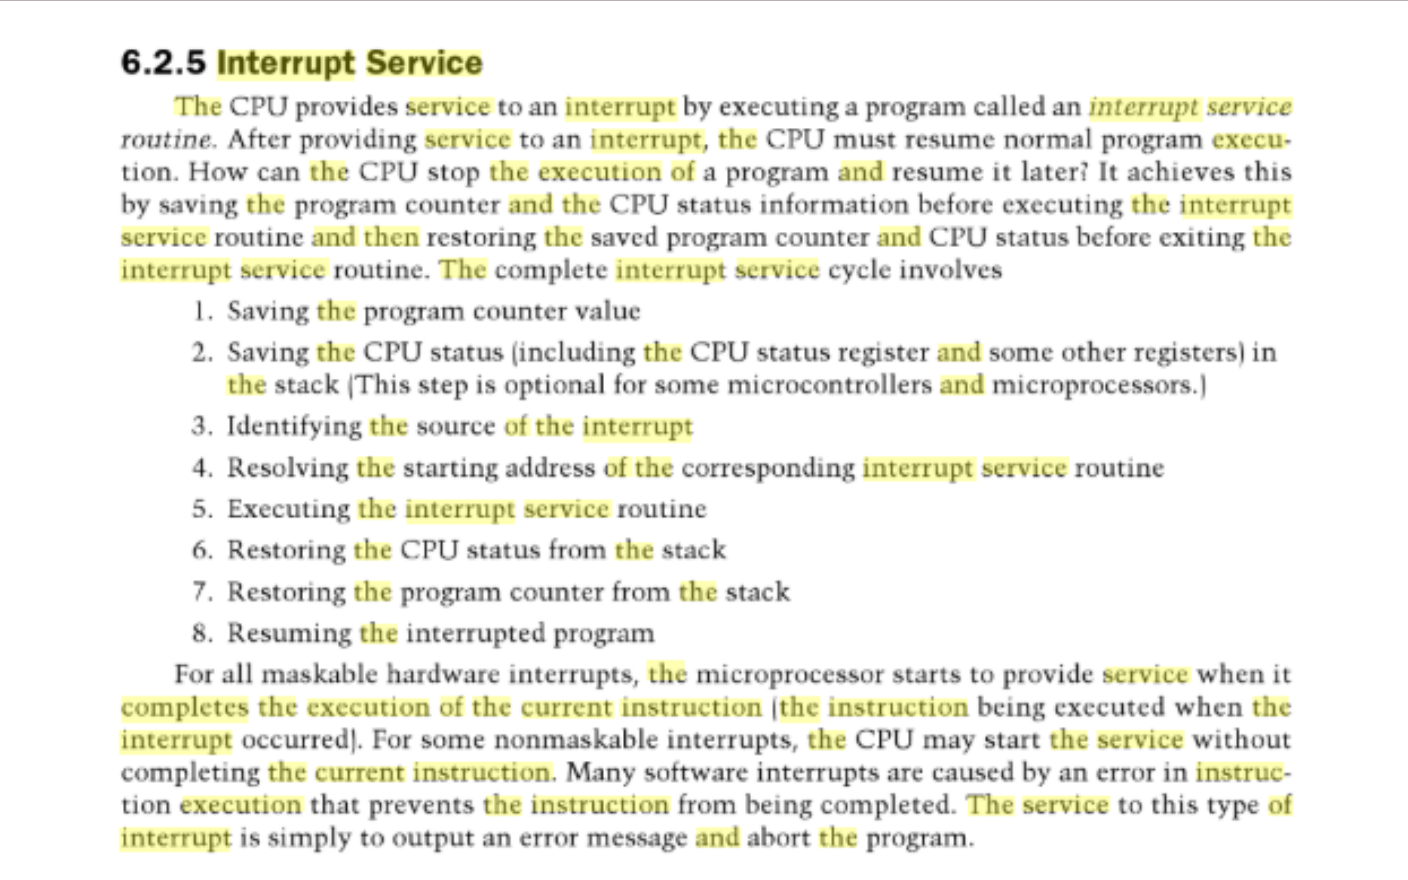 6.2.5 Interrupt Service
The CPU provides service to an interrupt by executing a program called an interrupt service
routine. After providing service to an interrupt, the CPU must resume normal program execu-
tion. How can the CPU stop the execution of a program and resume it later? It achieves this
by saving the program counter and the CPU status information before executing the interrupt
service routine and then restoring the saved program counter and CPU status before exiting the
interrupt service routine. The complete interrupt service cycle involves
1. Saving the program counter value
2. Saving the CPU status (including the CPU status register and some other registers) in
the stack (This step is optional for some microcontrollers and microprocessors.)
3. Identifying the source of the interrupt
4. Resolving the starting address of the corresponding interrupt service routine
5. Executing the interrupt service routine
6. Restoring the CPU status from the stack
7. Restoring the program counter from the stack
8. Resuming the interrupted program
For all maskable hardware interrupts, the microprocessor starts to provide service when it
completes the execution of the current instruction (the instruction being executed when the
interrupt occurred). For some nonmaskable interrupts, the CPU may start the service without
completing the current instruction. Many software interrupts are caused by an error in instruc-
tion execution that prevents the instruction from being completed. The service to this type of
interrupt is simply to output an error message and abort the program.